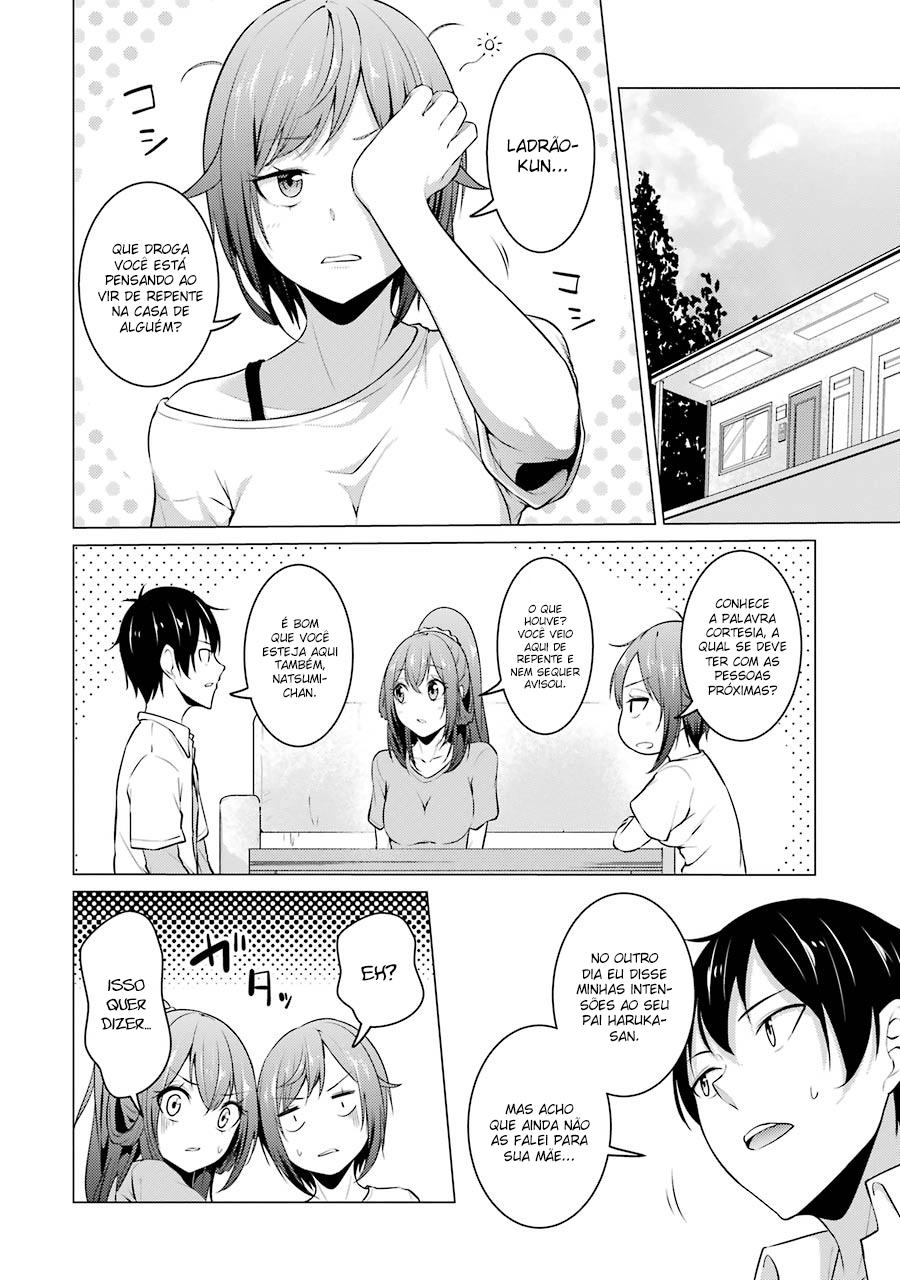 LADRÃO-
KUN...
QUE DROGA
VOCÊ ESTÁ
PENSANDO AO
VIR DE REPENTE
NA CASA DE
ALGUÉM?
コ
コ
CONHECE
A PALAVRA
CORTESIA, A
QUAL SE DEVE
TER COM AS
PESSOAS
PRÓXIMAS?
O QUE
HOUVE?
VOCÊ VEIO
AQUI DE
REPENTE E
NEM SEQUER
AVISOU.
É BOM
QUE VOCÊ
ESTEJA AQUI
TAMBÉM,
NATSUMI-
CHAN.
NO OUTRO
DIA EU DISSE
MINHAS INTEN-
SÕES AO SEU
PAI HARUKA-
SAN.
MAS ACHO
QUE AINDA NÃO
AS FALEI PARA
SUA MÃE...
EH?
ガタッ
ISSO
QUER
DIZER...